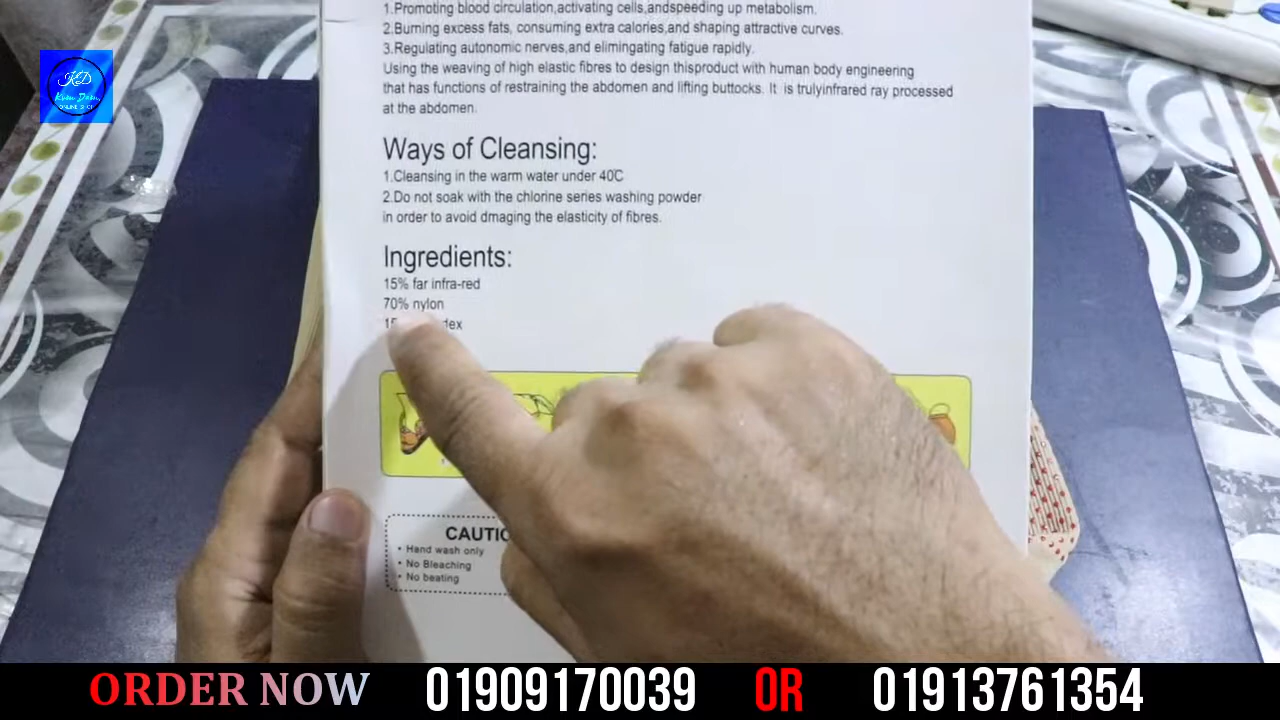 1.Promoting blood circulation,activating cells,andspeeding up metabolism.
2.Burning excess fats, consuming extra calories,and shaping attractive curves.
3.Regulating autonomic nerves,and elimingating fatigue rapidly.
Using the weaving of high elastic fibres to design thisproduct with human body engineering
that has functions of restraining the abdomen and lifting buttocks. It is trulyinfrared ray processed
at the abdomen.
Ways of Cleansing:
1.Cleansing in the warm water under 40℃
2.Do not soak with the chlorine series washing powder
in order to avoid dmaging the elasticity of fibres.
Ingredients:
15% far infra-red
70% nylon
• Hand wash only
• No Bleaching
• No beating
KD
ONLINE SHOP
ORDER NOW 01909170039 OR 01913761354